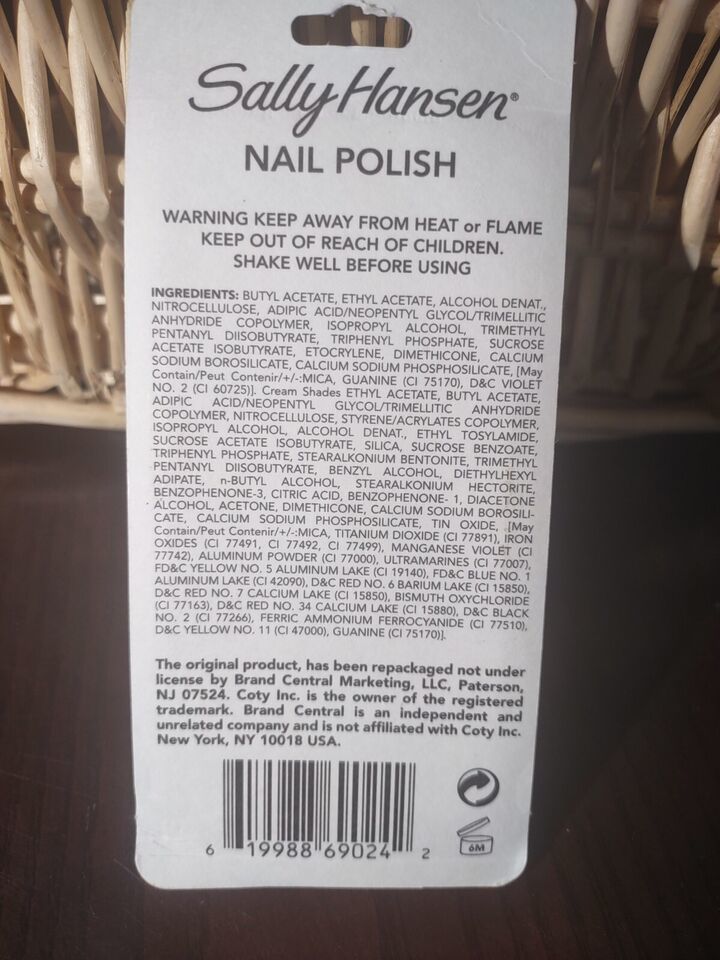 Sally Hansen®
NAIL POLISH
WARNING KEEP AWAY FROM HEAT or FLAME
KEEP OUT OF REACH OF CHILDREN.
SHAKE WELL BEFORE USING
INGREDIENTS: BUTYL ACETATE, ETHYL ACETATE, ALCOHOL DENAT.,
NITROCELLULOSE, ADIPIC ACID/NEOPENTYL GLYCOL/TRIMELLITIC
ANHYDRIDE COPOLYMER, ISOPROPYL ALCOHOL, TRIMETHYL
PENTANYL DIISOBUTYRATE, TRIPHENYL PHOSPHATE, SUCROSE
ACETATE ISOBUTYRATE, ETOCRYLENE, DIMETHICONE, CALCIUM
SODIUM BOROSILICATE, CALCIUM SODIUM PHOSPHOSILICATE, [May
Contain/Peut Contenir/+/-:MICA, GUANINE (CI 75170), D&C VIOLET
NO. 2 (CI 60725)]. Cream Shades ETHYL ACETATE, BUTYL ACETATE,
ADIPIC ACID/NEOPENTYL GLYCOL/TRIMELLITIC ANHYDRIDE
COPOLYMER, NITROCELLULOSE, STYRENE/ACRYLATES COPOLYMER,
ISOPROPYL ALCOHOL, ALCOHOL DENAT., ETHYL TOSYLAMIDE,
SUCROSE ACETATE ISOBUTYRATE, SILICA, SUCROSE BENZOATE,
TRIPHENYL PHOSPHATE, STEARALKONIUM BENTONITE, TRIMETHYL
PENTANYL DIISOBUTYRATE, BENZYL ALCOHOL, DIETHYLHEXYL
ADIPATE, n-BUTYL ALCOHOL, STEARALKONIUM HECTORITE,
BENZOPHENONE-3, CITRIC ACID, BENZOPHENONE- 1, DIACETONE
ALCOHOL, ACETONE, DIMETHICONE, CALCIUM SODIUM BOROSILI-
CATE, CALCIUM SODIUM PHOSPHOSILICATE, TIN OXIDE, [May
Contain/Peut Contenir/+/-:MICA, TITANIUM DIOXIDE (CI 77891), IRON
OXIDES (CI 77491, CI 77492, CI 77499), MANGANESE VIOLET (CI
77742), ALUMINUM POWDER (CI 77000), ULTRAMARINES (CI 77007),
FD&C YELLOW NO. 5 ALUMINUM LAKE (CI 19140), FD&C BLUE NO. 1
ALUMINUM LAKE (CI 42090), D&C RED NO. 6 BARIUM LAKE (CI 15850),
D&C RED NO. 7 CALCIUM LAKE (CI 15850), BISMUTH OXYCHLORIDE
(CI 77163), D&C RED NO. 34 CALCIUM LAKE (CI 15880), D&C BLACK
NO. 2 (CI 77266), FERRIC AMMONIUM FERROCYANIDE (CI 77510),
D&C YELLOW NO. 11 (CI 47000), GUANINE (CI 75170)].
The original product, has been repackaged not under
license by Brand Central Marketing, LLC, Paterson,
NJ 07524. Coty Inc. is the owner of the registered
trademark. Brand Central is an independent and
unrelated company and is not affiliated with Coty Inc.
New York, NY 10018 USA.
6 19988 69024 2
6M